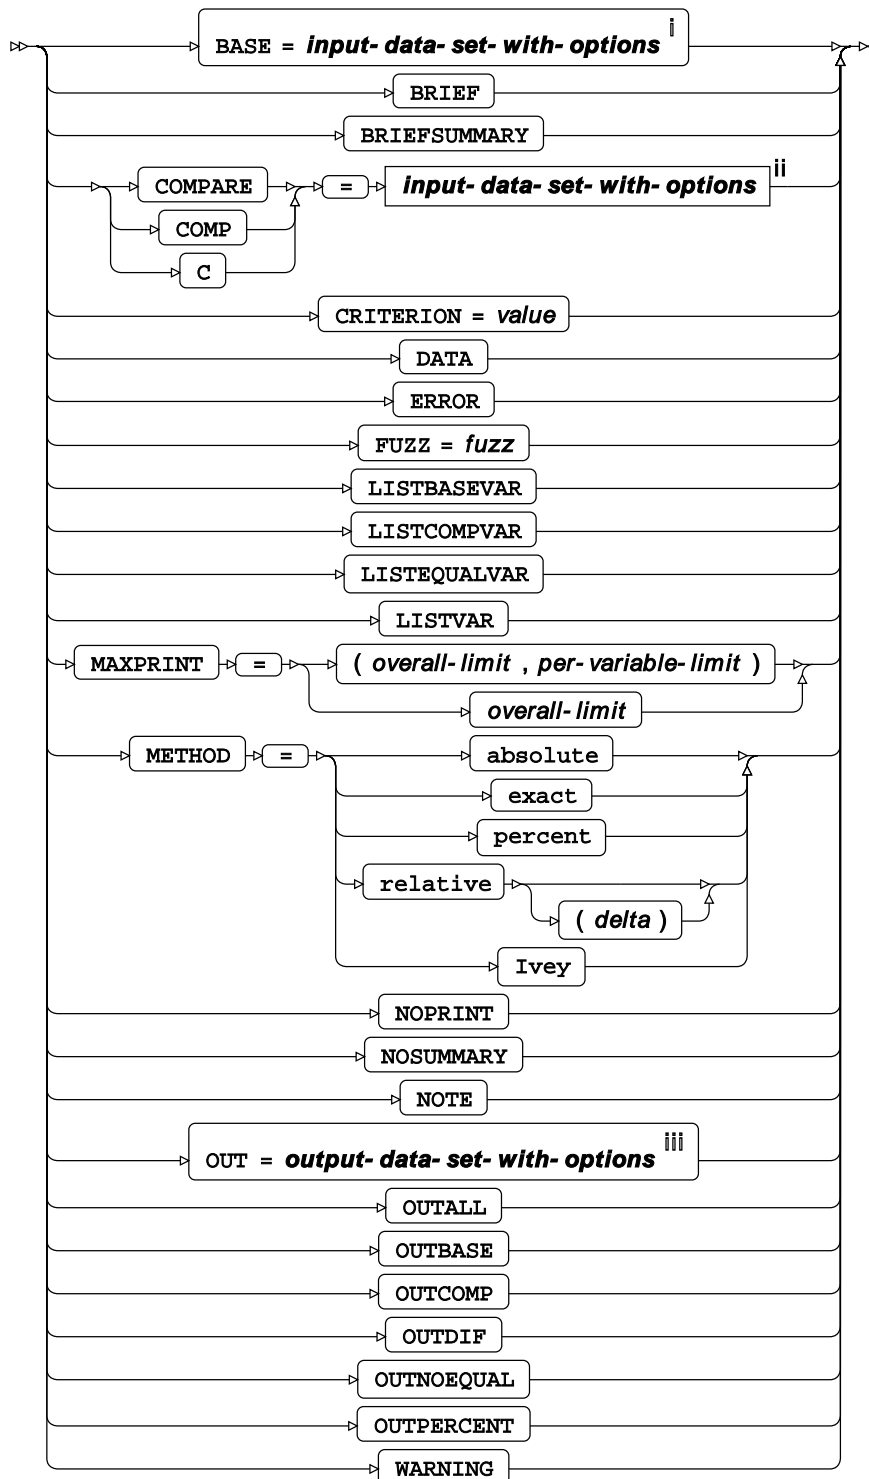 BASE = input-data-set-with-options i
BRIEF
BRIEFSUMMARY
COMPARE = input-data-set-with-options ii
COMP
C
CRITERION = value
DATA
ERROR
FUZZ = fuzz
LISTBASEVAR
LISTCOMPVAR
LISTEQUALVAR
LISTVAR
MAXPRINT = ( overall-limit , per-variable-limit )
overall-limit
METHOD = absolute
exact
percent
relative
( delta )
Ivey
NOPRINT
NOSUMMARY
NOTE
OUT = output-data-set-with-options iii
OUTALL
OUTBASE
OUTCOMP
OUTDIF
OUTNOEQUAL
OUTPERCENT
WARNING